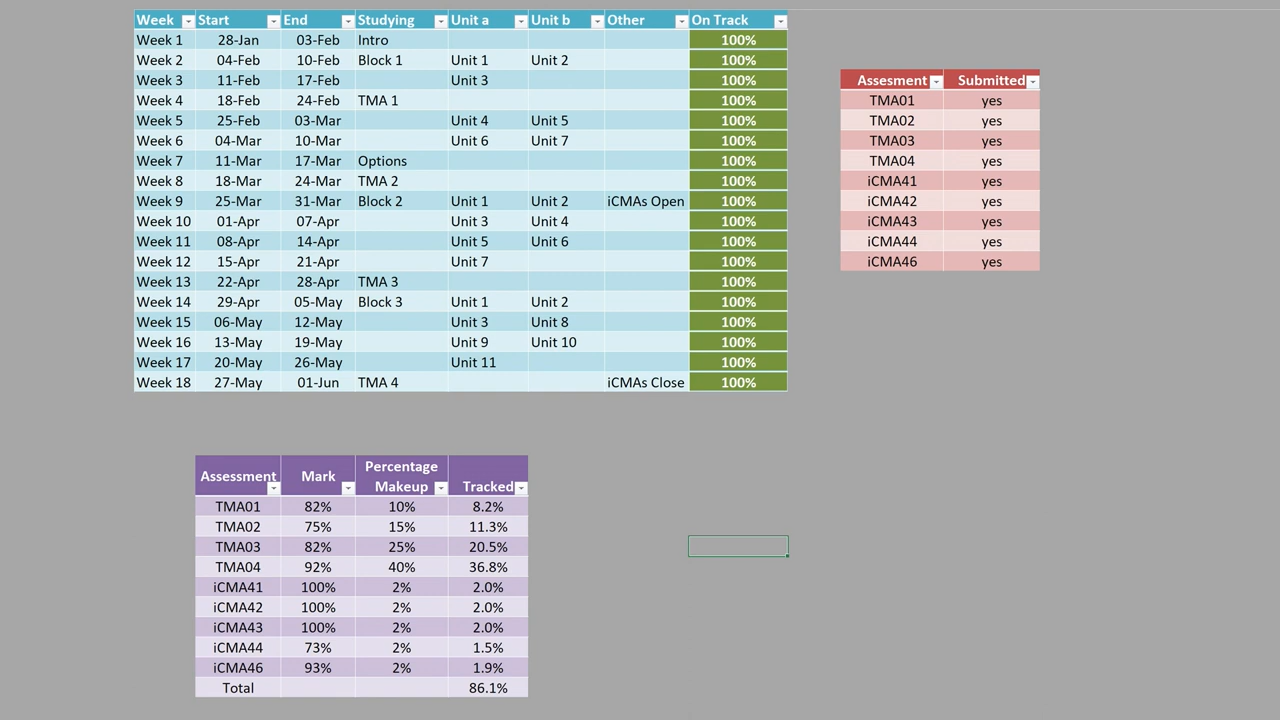 Week Start End Studying Unit a Unit b Other On Track
Week 1 28-Jan 03-Feb Intro 100%
Week 2 04-Feb 10-Feb Block 1 Unit 1 Unit 2 100%
Week 3 11-Feb 17-Feb Unit 3 100%
Week 4 18-Feb 24-Feb TMA 1 100%
Week 5 25-Feb 03-Mar Unit 4 Unit 5 100%
Week 6 04-Mar 10-Mar Unit 6 Unit 7 100%
Week 7 11-Mar 17-Mar Options 100%
Week 8 18-Mar 24-Mar TMA 2 100%
Week 9 25-Mar 31-Mar Block 2 Unit 1 Unit 2 iCMAs Open 100%
Week 10 01-Apr 07-Apr Unit 3 Unit 4 100%
Week 11 08-Apr 14-Apr Unit 5 Unit 6 100%
Week 12 15-Apr 21-Apr Unit 7 100%
Week 13 22-Apr 28-Apr TMA 3 100%
Week 14 29-Apr 05-May Block 3 Unit 1 Unit 2 100%
Week 15 06-May 12-May Unit 3 Unit 8 100%
Week 16 13-May 19-May Unit 9 Unit 10 100%
Week 17 20-May 26-May Unit 11 100%
Week 18 27-May 01-Jun TMA 4 iCMAs Close 100%
Assesment Submitted
TMA01 yes
TMA02 yes
TMA03 yes
TMA04 yes
iCMA41 yes
iCMA42 yes
iCMA43 yes
iCMA44 yes
iCMA46 yes
Assessment Mark Percentage Makeup Tracked
TMA01 82% 10% 8.2%
TMA02 75% 15% 11.3%
TMA03 82% 25% 20.5%
TMA04 92% 40% 36.8%
iCMA41 100% 2% 2.0%
iCMA42 100% 2% 2.0%
iCMA43 100% 2% 2.0%
iCMA44 73% 2% 1.5%
iCMA46 93% 2% 1.9%
Total 86.1%